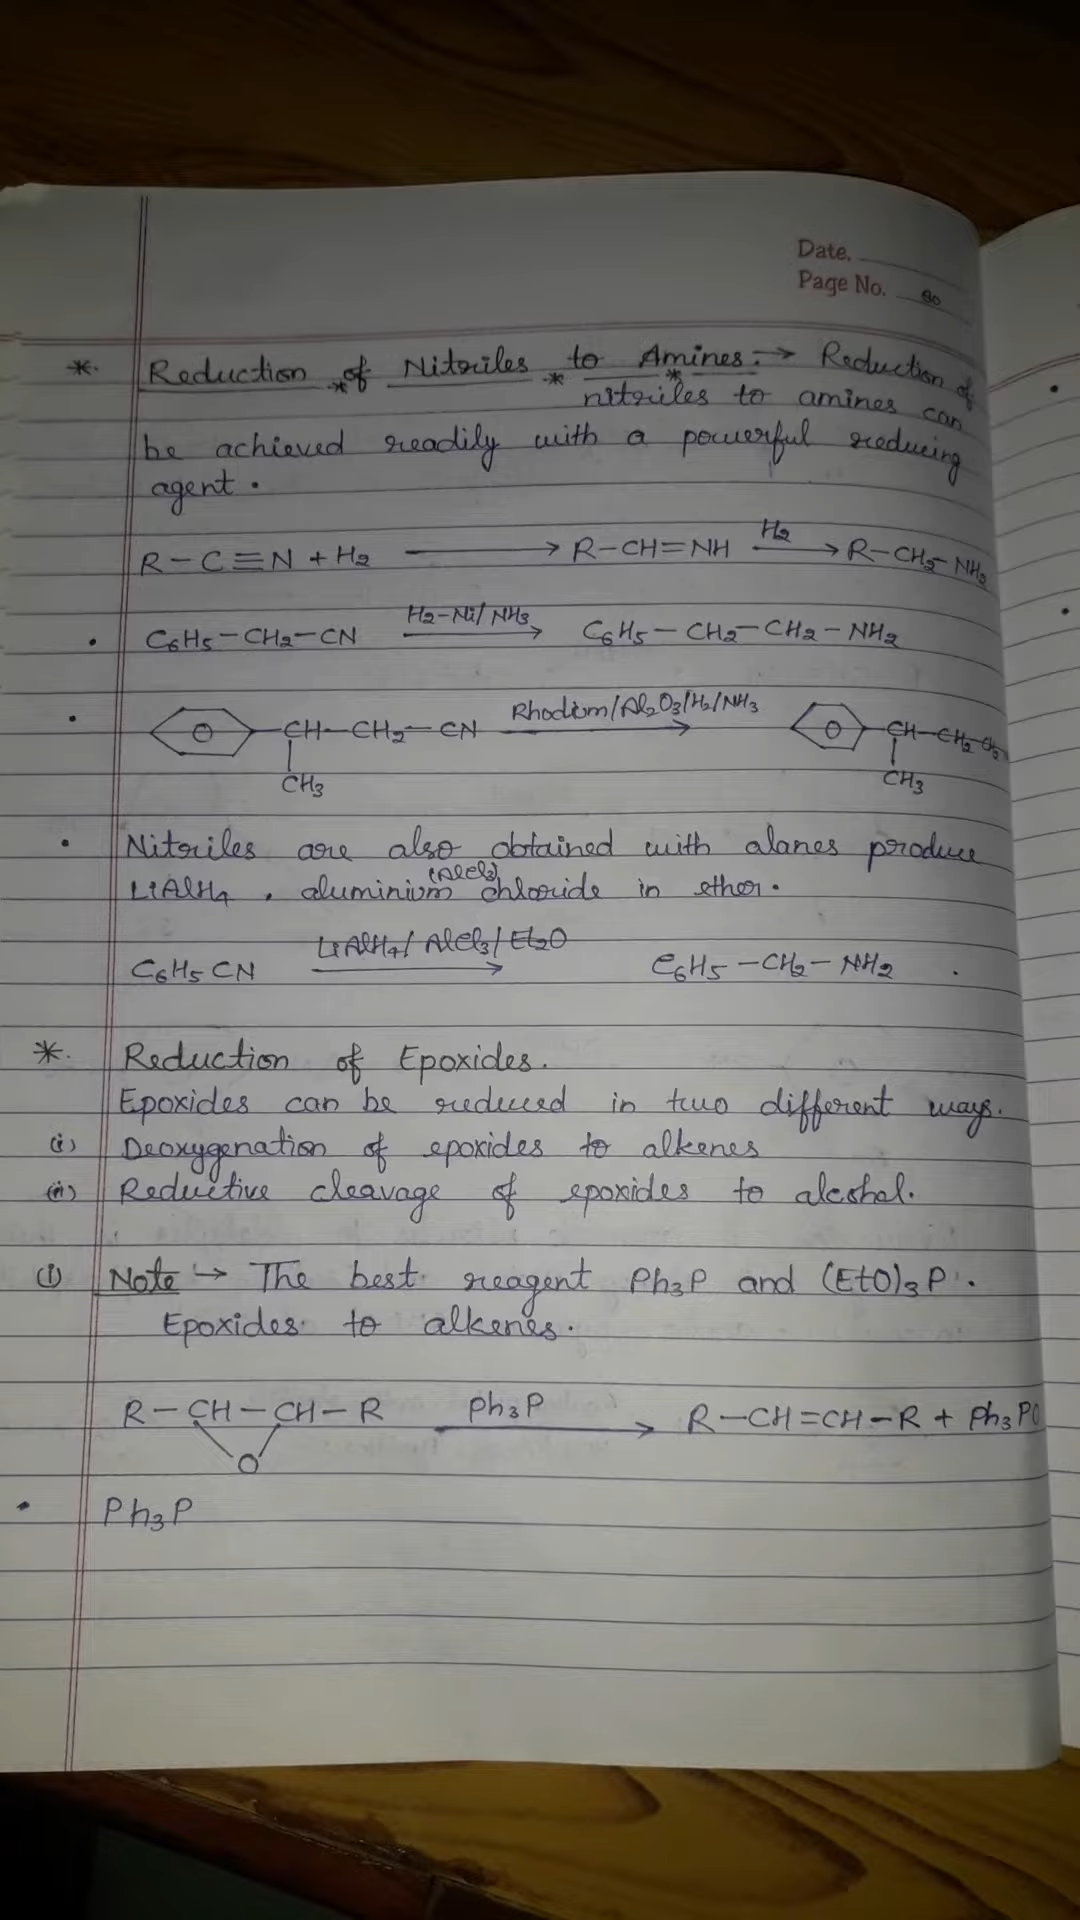 Date.
Page No. 80
*. Reduction of Nitriles to Amines :→ Reduction of
nitriles to amines can
be achieved readily with a powerful reducing
agent.
R-C≡N + H2 → R-CH=NH H2 → R-CH2-NH2
• C6H5-CH2-CN H2-Ni/NH3 → C6H5-CH2-CH2-NH2
• CH-CH2-CN Rhodium/Al2O3/H2/NH3 → CH-CH2-CH2
CH3 CH3
• Nitriles are also obtained with alanes produce
LiAlH4, aluminium (AlCl3) chloride in ether.
C6H5CN LiAlH4/AlCl3/Et2O → C6H5-CH2-NH2.
*. Reduction of Epoxides.
Epoxides can be reduced in two different ways.
(i) Deoxygenation of epoxides to alkenes
(ii) Reductive cleavage of epoxides to alcohol.
(i) Note → The best reagent Ph3P and (EtO)3P.
Epoxides to alkenes.
R-CH-CH-R Ph3P → R-CH=CH-R + Ph3PO
O
• Ph3P